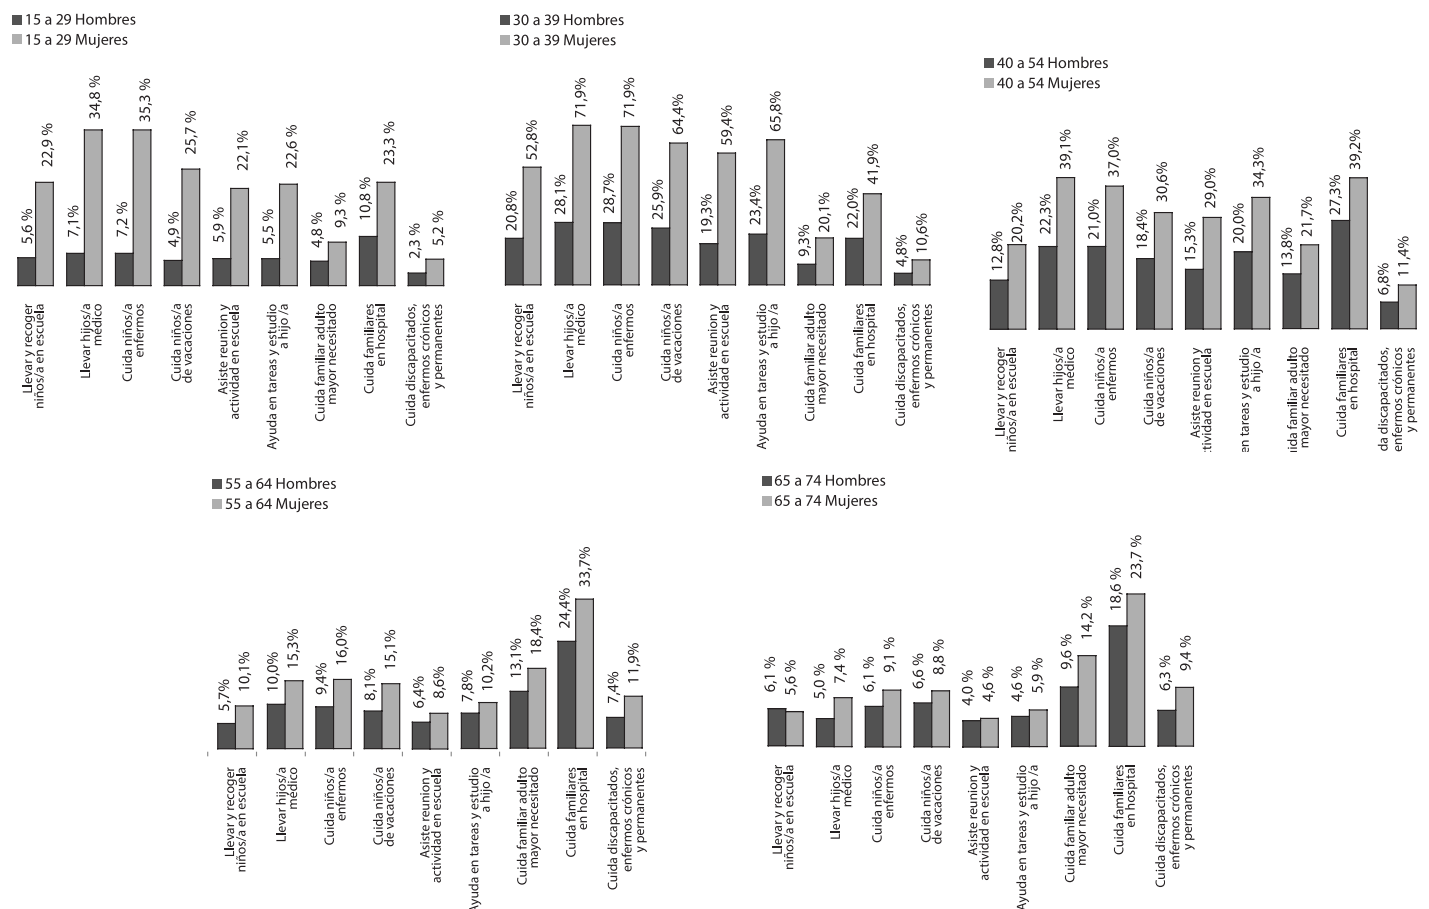 15 a 29 Hombres
15 a 29 Mujeres
5,6 %
22,9 %
7,1%
34,8 %
7,2 %
35,3 %
4,9 %
25,7 %
5,9 %
22,1%
5,5 %
22,6 %
4,8 %
9,3 %
10,8 %
23,3 %
2,3 %
5,2 %
Llevar y recoger
niños/a en escuela
Llevar hijos/a
médico
Cuida niños/a
enfermos
Cuida niños/a
de vacaciones
Asiste reunion y
actividad en escuela
Ayuda en tareas y estudio
a hijo /a
Cuida familiar adulto
mayor necesitado
Cuida familiares
en hospital
Cuida discapacitados,
enfermos crónicos
y permanentes
30 a 39 Hombres
30 a 39 Mujeres
20,8%
52,8%
28,1%
71,9%
28,7%
71,9%
25,9%
64,4%
19,3%
59,4%
23,4%
65,8%
9,3%
20,1%
22,0%
41,9%
4,8%
10,6%
Llevar y recoger
niños/a en escuela
Llevar hijos/a
médico
Cuida niños/a
enfermos
Cuida niños/a
de vacaciones
Asiste reunion y
actividad en escuela
Ayuda en tareas y estudio
a hijo /a
Cuida familiar adulto
mayor necesitado
Cuida familiares
en hospital
Cuida discapacitados,
enfermos crónicos
y permanentes
40 a 54 Hombres
40 a 54 Mujeres
12,8%
20,2%
22,3%
39,1%
21,0%
37,0%
18,4%
30,6%
15,3%
29,0%
20,0%
34,3%
13,8%
21,7%
27,3%
39,2%
6,8%
11,4%
Llevar y recoger
niños/a en escuela
Llevar hijos/a
médico
Cuida niños/a
enfermos
Cuida niños/a
de vacaciones
Asiste reunion y
tividad en escuela
en tareas y estudio
a hijo /a
uida familiar adulto
mayor necesitado
Cuida familiares
en hospital
da discapacitados,
enfermos crónicos
y permanentes
55 a 64 Hombres
55 a 64 Mujeres
5,7%
10,1%
10,0%
15,3%
9,4%
16,0%
8,1%
15,1%
6,4%
8,6%
7,8%
10,2%
13,1%
18,4%
24,4%
33,7%
7,4%
11,9%
Llevar y recoger
niños/a en escuela
Llevar hijos/a
médico
Cuida niños/a
enfermos
Cuida niños/a
de vacaciones
Asiste reunion y
actividad en escuela
Ayuda en tareas y estudio
a hijo /a
Cuida familiar adulto
mayor necesitado
Cuida familiares
en hospital
Cuida discapacitados,
enfermos crónicos
y permanentes
65 a 74 Hombres
65 a 74 Mujeres
6,1 %
5,6 %
5,0 %
7,4 %
6,1 %
9,1 %
6,6 %
8,8 %
4,0 %
4,6 %
4,6 %
5,9 %
9,6 %
14,2 %
18,6 %
23,7 %
6,3 %
9,4 %
Llevar y recoger
niños/a en escuela
Llevar hijos/a
médico
Cuida niños/a
enfermos
Cuida niños/a
de vacaciones
Asiste reunion y
actividad en escuela
Ayuda en tareas y estudio
a hijo /a
Cuida familiar adulto
mayor necesitado
Cuida familiares
en hospital
Cuida discapacitados,
enfermos crónicos
y permanentes